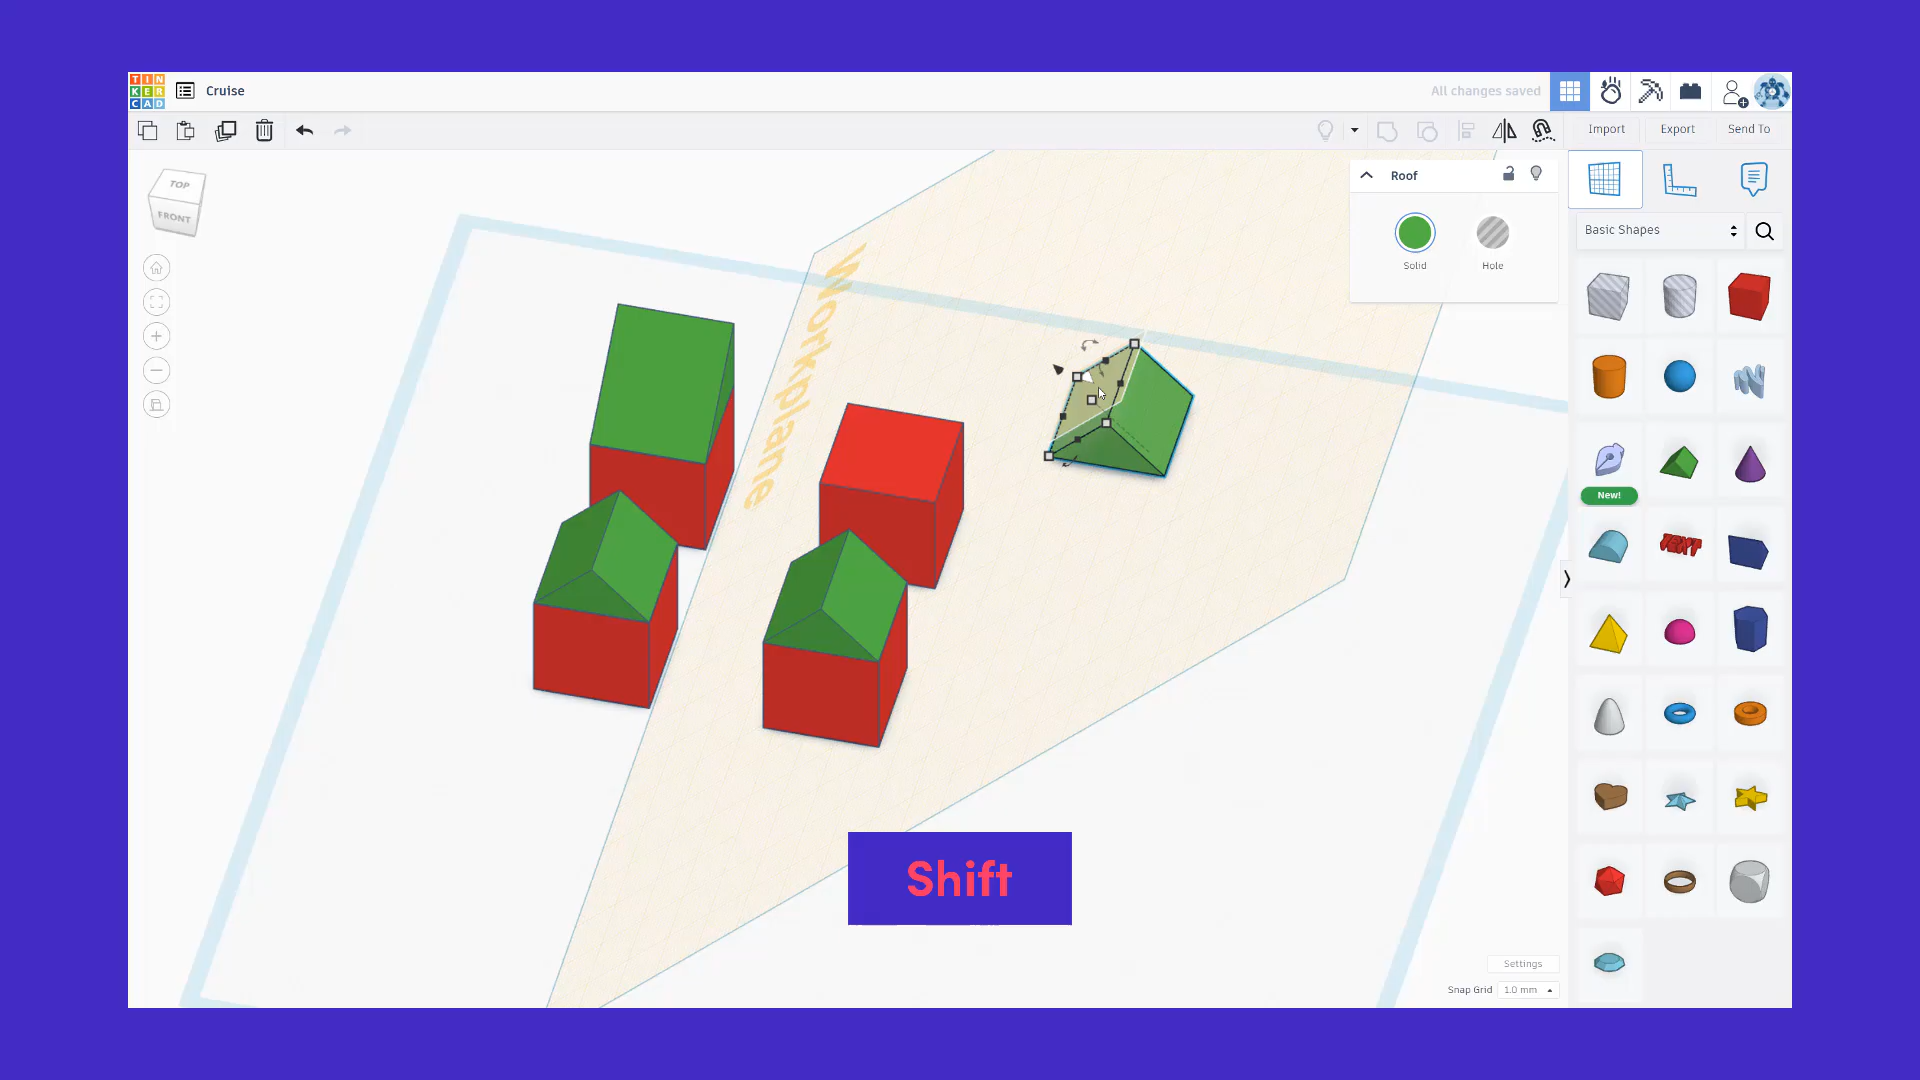 TIN
KER
CAD
Cruise
All changes saved
Import
Export
Send To
TOP
FRONT
Workplane
Roof
Solid
Hole
Basic Shapes
New!
TEXT
Shift
Settings
Snap Grid
1.0 mm